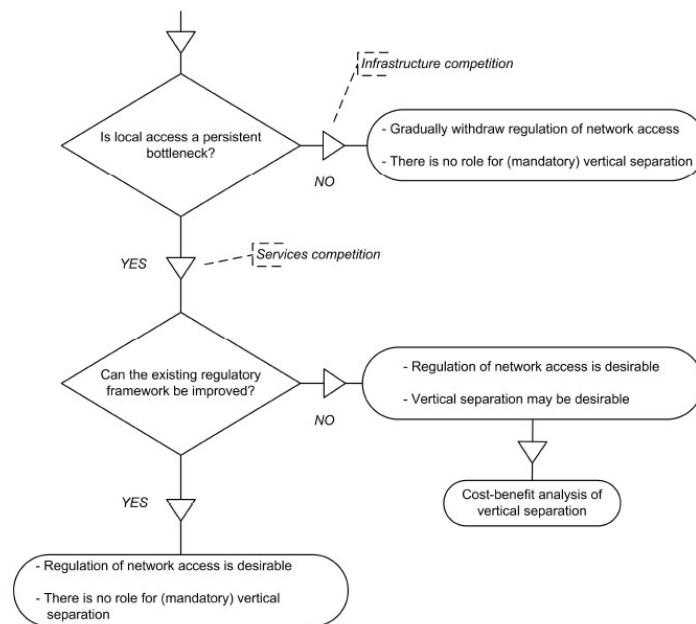 Infrastructure competition
Is local access a persistent
bottleneck?
- Gradually withdraw regulation of network access
- There is no role for (mandatory) vertical separation
NO
YES
Services competition
Can the existing regulatory
framework be improved?
- Regulation of network access is desirable
- Vertical separation may be desirable
NO
Cost-benefit analysis of
vertical separation
YES
- Regulation of network access is desirable
- There is no role for (mandatory) vertical
separation